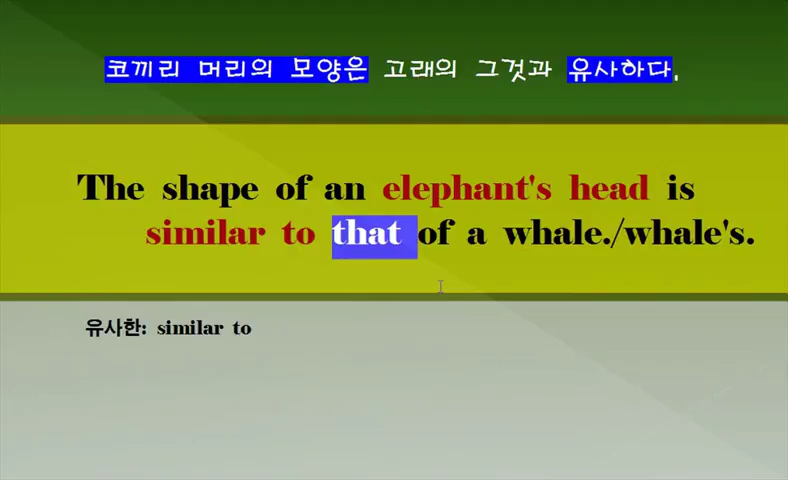 코끼리 머리의 모양은 고래의 그것과 유사하다.
The shape of an elephant's head is
similar to that of a whale./whale's.
유사한: similar to